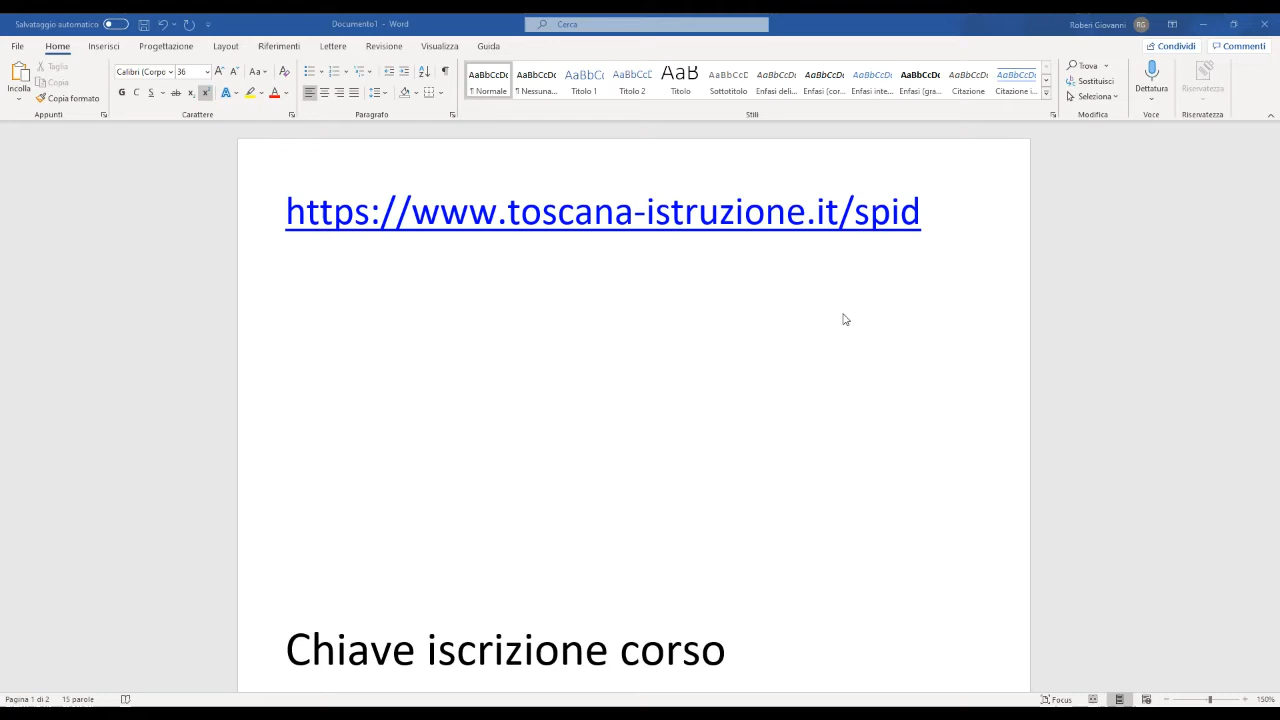 Salvataggio automatico
Documento1 - Word
Cerca
Roberi Giovanni
RG
File
Home
Inserisci
Progettazione
Layout
Riferimenti
Lettere
Revisione
Visualizza
Guida
Condividi
Commenti
Incolla
Taglia
Copia
Copia formato
Appunti
Calibri (Corpo
36
Carattere
Paragrafo
AaBbCcDc
¶ Normale
AaBbCcDc
¶ Nessuna...
AaBbCc
Titolo 1
AaBbCcD
Titolo 2
AaB
Titolo
AaBbCcD
Sottotitolo
AaBbCcDc
Enfasi deli...
AaBbCcDc
Enfasi (cor...
AaBbCcDc
Enfasi inte...
AaBbCcDc
Enfasi (gra...
AaBbCcDc
Citazione
AaBbCcDc
Citazione i...
Stili
Trova
Sostituisci
Seleziona
Modifica
Dettatura
Voce
Riservatezza
Riservatezza
https://www.toscana-istruzione.it/spid
Chiave iscrizione corso
Pagina 1 di 2
15 parole
Focus
150%